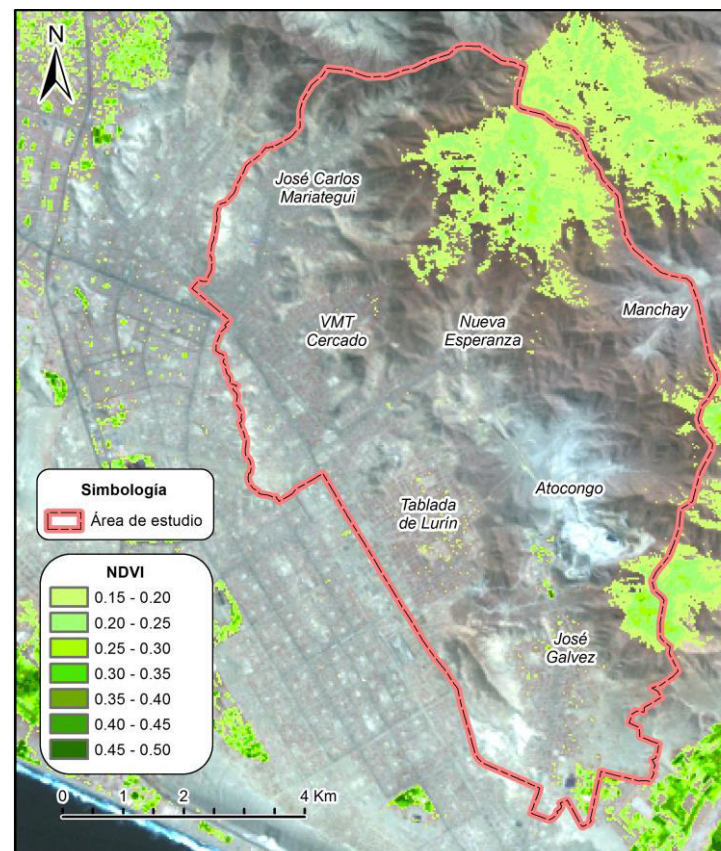 N
José Carlos
Mariategui
Manchay
VMT
Cercado
Nueva
Esperanza
Simbología
Área de estudio
Tablada
de Lurín
Atocongo
NDVI
0.15 - 0.20
0.20 - 0.25
0.25 - 0.30
0.30 - 0.35
0.35 - 0.40
0.40 - 0.45
0.45 - 0.50
José
Galvez
0 1 2 4 Km